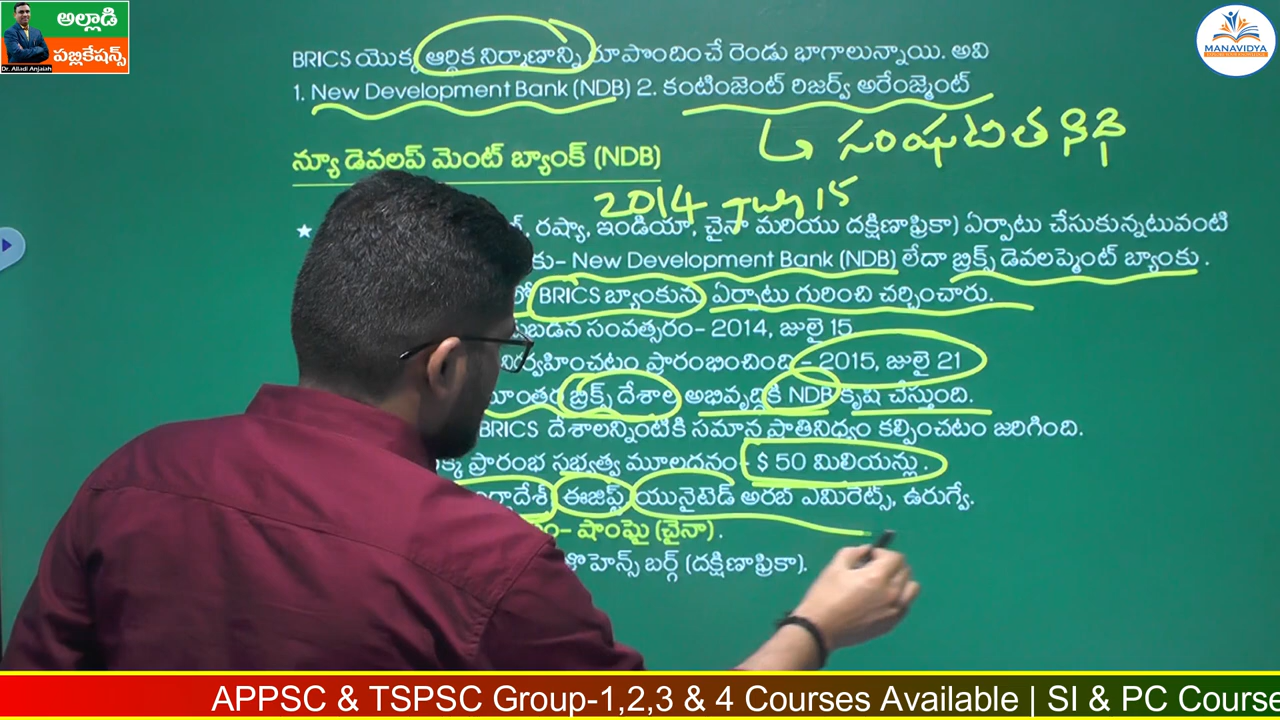 అల్లాడి
పబ్లికేషన్స్
Dr. Alladi Anjaiah
MANAVIDYA
BRICS యొక్క ఆర్థిక నిర్మాణాన్ని రూపొందించే రెండు భాగాలున్నాయి. అవి
1. New Development Bank (NDB) 2. కంటింజెంట్ రిజర్వ్ అరేంజ్మెంట్
సంఘటిత నిధి
న్యూ డెవలప్ మెంట్ బ్యాంక్ (NDB)
2014 July 15
రష్యా, ఇండియా, చైనా మరియు దక్షిణాఫ్రికా) ఏర్పాటు చేసుకున్నటువంటి
కు- New Development Bank (NDB) లేదా బ్రిక్స్ డెవలప్మెంట్ బ్యాంకు.
లో BRICS బ్యాంకును ఏర్పాటు గురించి చర్చించారు.
సంవత్సరం- 2014, జులై 15
నిర్వహించటం ప్రారంభించింది - 2015, జులై 21
బ్రిక్స్ దేశాల అభివృద్ధికి NDB కృషి చేస్తుంది.
BRICS దేశాలన్నింటికి సమాన ప్రాతినిధ్యం కల్పించటం జరిగింది.
ప్రారంభ సభ్యత్వ మూలధనం - $ 50 మిలియన్లు.
ఈజిప్ట్, యునైటెడ్ అరబ్ ఎమిరెట్స్, ఉరుగ్వే.
షాంఘై (చైనా).
జొహెన్స్ బర్గ్ (దక్షిణాఫ్రికా).
APPSC & TSPSC Group-1,2,3 & 4 Courses Available | SI & PC Course